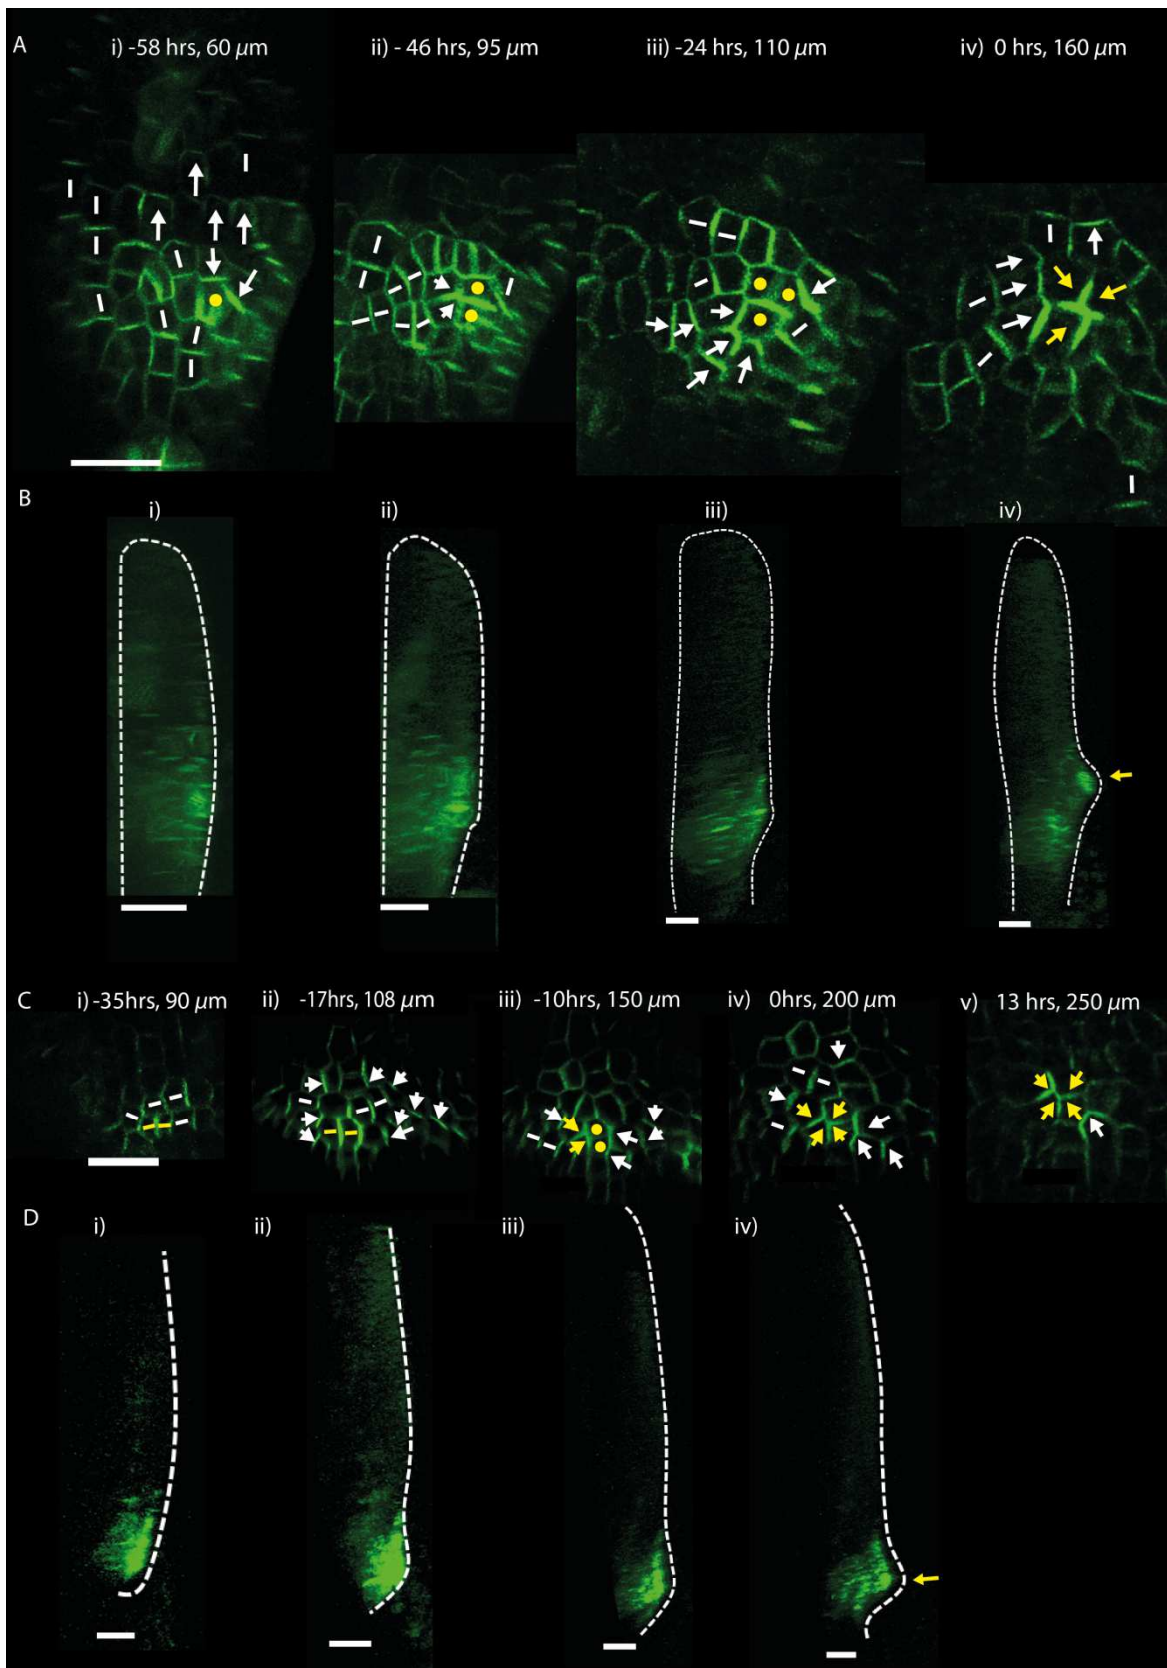 A
i) -58 hrs, 60 µm
ii) - 46 hrs, 95 µm
iii) -24 hrs, 110 µm
iv) 0 hrs, 160 µm
B
i)
ii)
iii)
iv)
C
i) -35hrs, 90 µm
ii) -17hrs, 108 µm
iii) -10hrs, 150 µm
iv) 0hrs, 200 µm
v) 13 hrs, 250 µm
D
i)
ii)
iii)
iv)